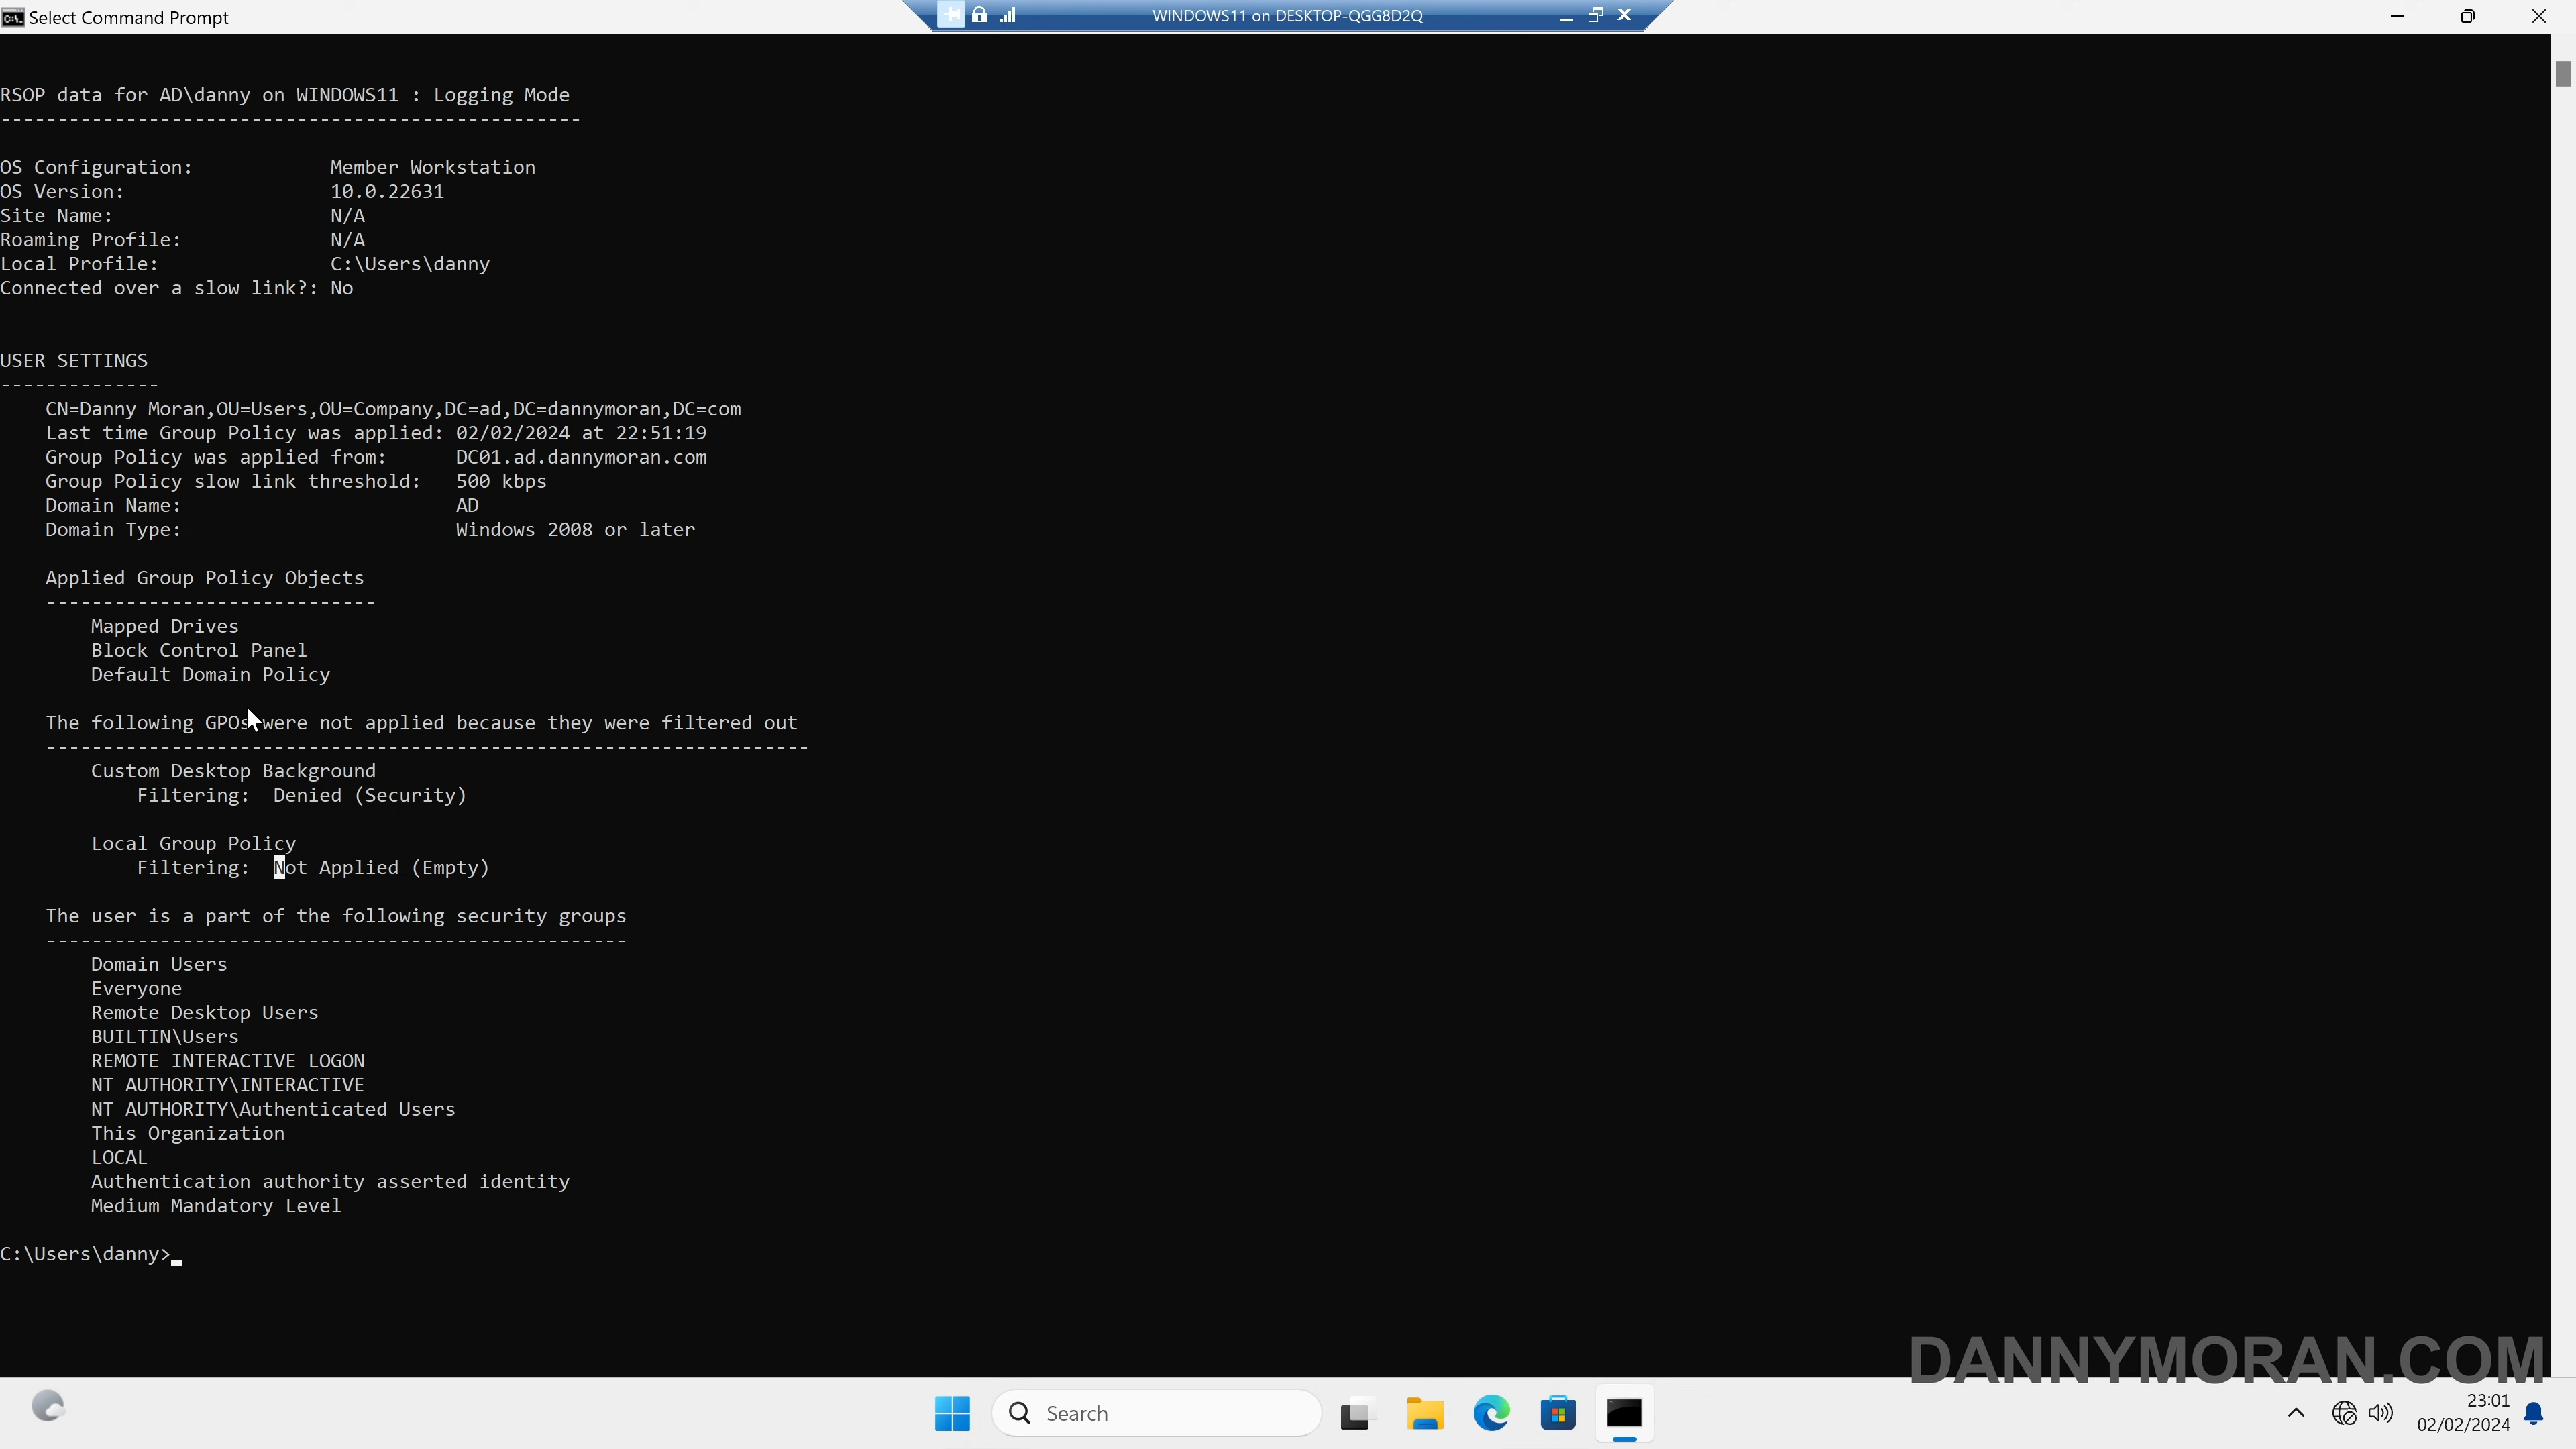 Select Command Prompt
WINDOWS11 on DESKTOP-QGG8D2Q
RSOP data for AD\danny on WINDOWS11 : Logging Mode
---------------------------------------------------
OS Configuration: Member Workstation
OS Version: 10.0.22631
Site Name: N/A
Roaming Profile: N/A
Local Profile: C:\Users\danny
Connected over a slow link?: No
USER SETTINGS
--------------
CN=Danny Moran,OU=Users,OU=Company,DC=ad,DC=dannymoran,DC=com
Last time Group Policy was applied: 02/02/2024 at 22:51:19
Group Policy was applied from: DC01.ad.dannymoran.com
Group Policy slow link threshold: 500 kbps
Domain Name: AD
Domain Type: Windows 2008 or later
Applied Group Policy Objects
-----------------------------
Mapped Drives
Block Control Panel
Default Domain Policy
The following GPOs were not applied because they were filtered out
-------------------------------------------------------------------
Custom Desktop Background
Filtering: Denied (Security)
Local Group Policy
Filtering: Not Applied (Empty)
The user is a part of the following security groups
---------------------------------------------------
Domain Users
Everyone
Remote Desktop Users
BUILTIN\Users
REMOTE INTERACTIVE LOGON
NT AUTHORITY\INTERACTIVE
NT AUTHORITY\Authenticated Users
This Organization
LOCAL
Authentication authority asserted identity
Medium Mandatory Level
C:\Users\danny>
DANNYMORAN.COM
Search
23:01
02/02/2024